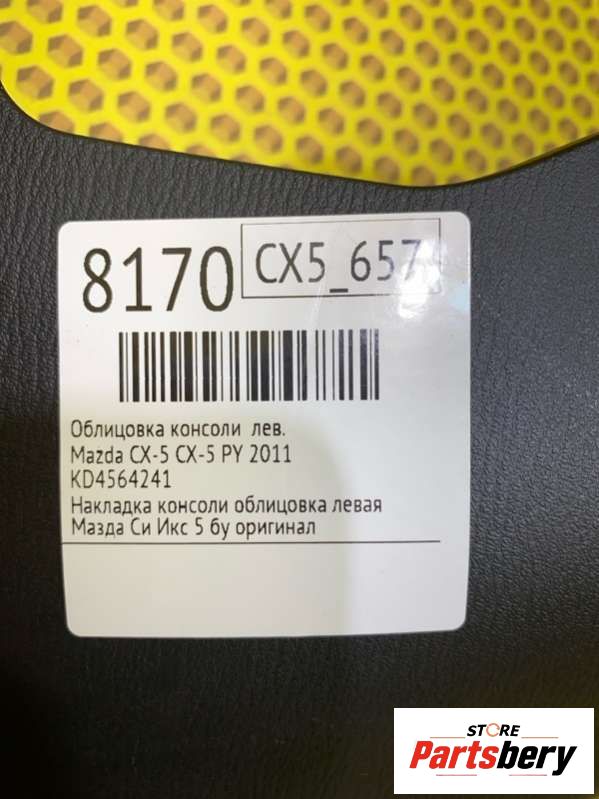 8170
CX5_657
Облицовка консоли лев.
Mazda CX-5 CX-5 PY 2011
KD4564241
Накладка консоли облицовка левая
Мазда Си Икс 5 бу оригинал
STORE
Partsbery